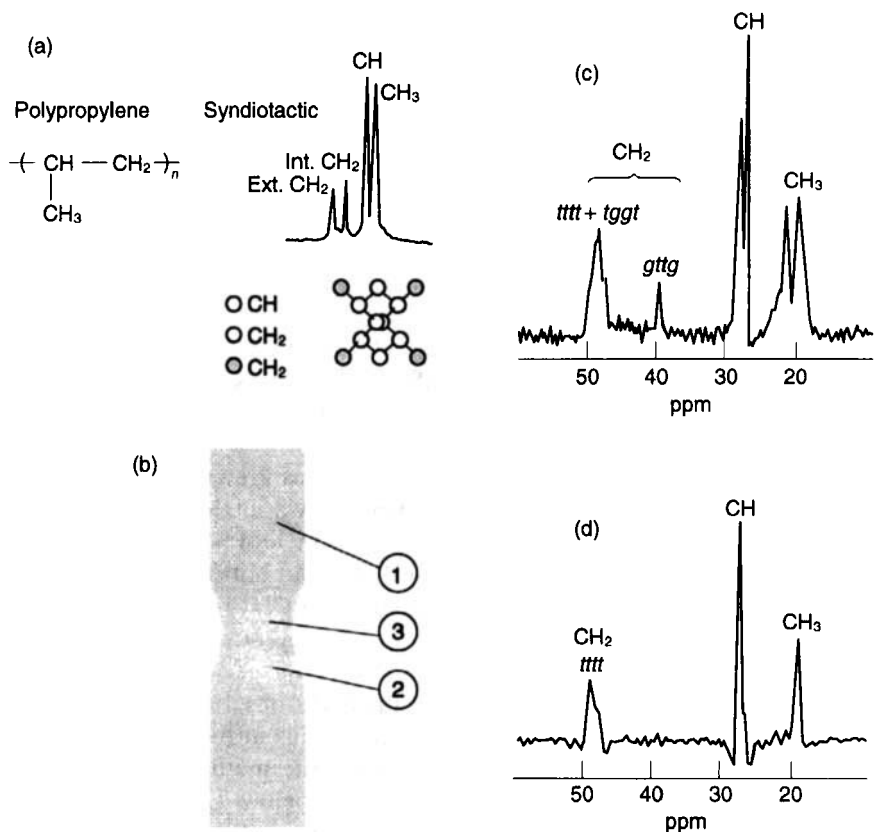 (a)
Polypropylene
Syndiotactic
CH
CH3
Int. CH2
Ext. CH2
( CH — CH2 )n
CH3
CH
CH2
CH2
(b)
1
3
2
(c)
CH
CH2
tttt + tggt
gttg
CH3
50 40 30 20
ppm
(d)
CH
CH2
tttt
CH3
50 40 30 20
ppm